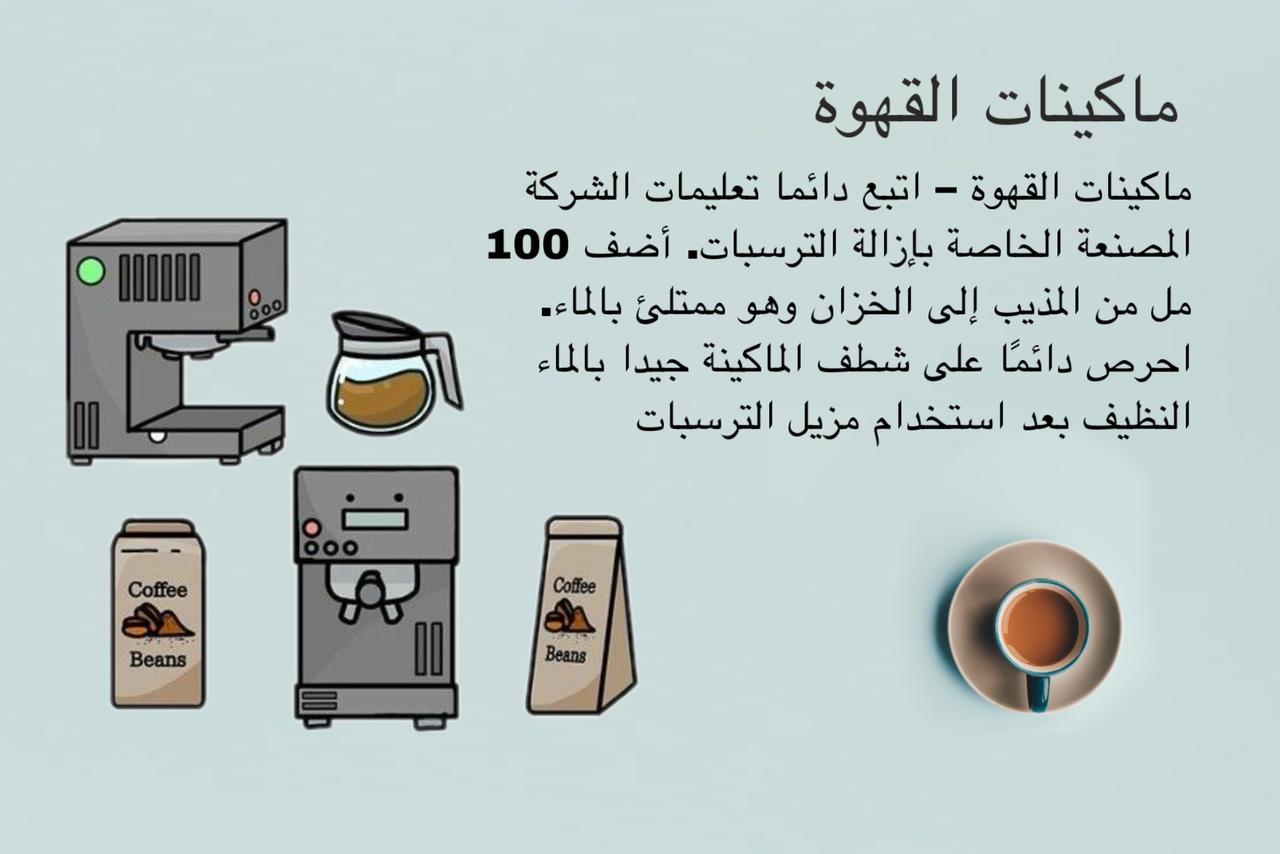 ماكينات القهوة
ماكينات القهوة – اتبع دائما تعليمات الشركة
المصنعة الخاصة بإزالة الترسبات. أضف 100
مل من المذيب إلى الخزان وهو ممتلئ بالماء.
احرص دائمًا على شطف الماكينة جيدا بالماء
النظيف بعد استخدام مزيل الترسبات
Coffee
Beans
Coffee
Beans